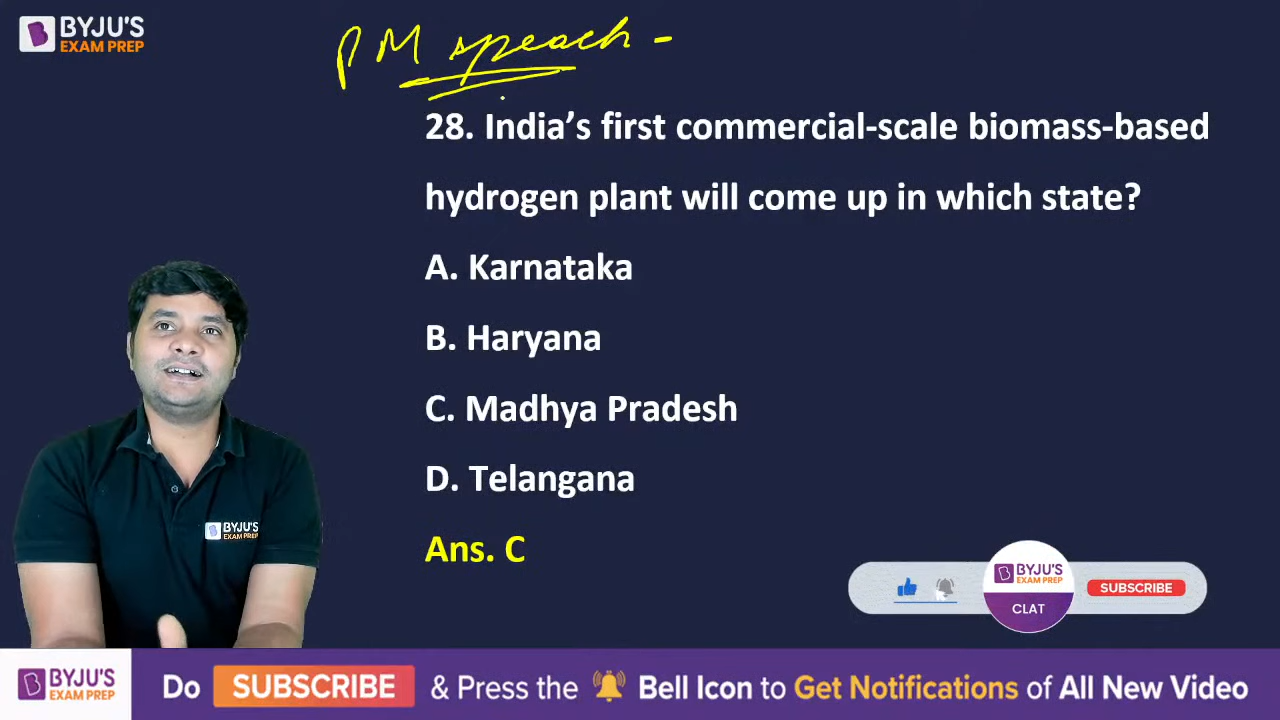 BYJU'S
EXAM PREP
PM speach -
28. India's first commercial-scale biomass-based
hydrogen plant will come up in which state?
A. Karnataka
B. Haryana
C. Madhya Pradesh
D. Telangana
Ans. C
BYJU'S
EXAM PREP
BYJU'S
EXAM PREP
CLAT
SUBSCRIBE
BYJU'S
EXAM PREP
Do SUBSCRIBE & Press the Bell Icon to Get Notifications of All New Video